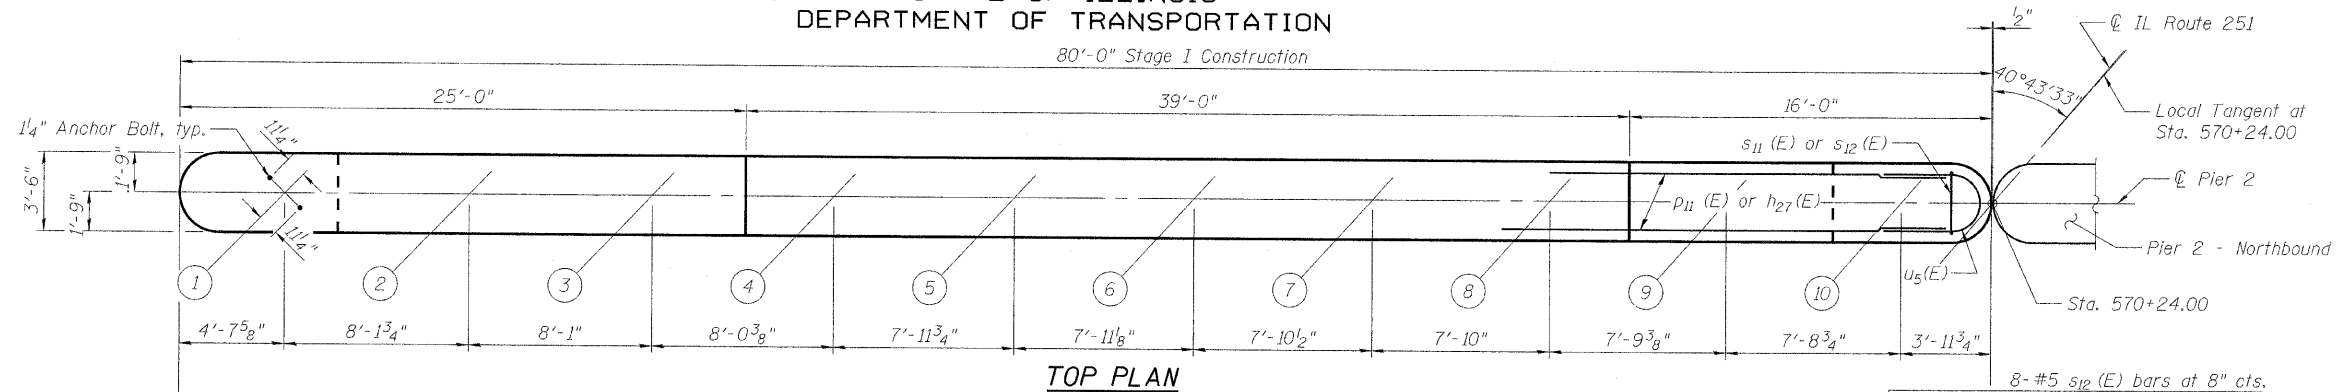 DEPARTMENT OF TRANSPORTATION
½"
℄ IL Route 251
80'-0" Stage I Construction
40°43'33"
25'-0"
39'-0"
16'-0"
Local Tangent at
Sta. 570+24.00
1¼" Anchor Bolt, typ.
11¼"
s11 (E) or s12 (E)
3'-6"
1'-9"
1'-9"
℄ Pier 2
p11 (E) or h27(E)
11¼"
Pier 2 - Northbound
u5(E)
1
2
3
4
5
6
7
8
9
10
Sta. 570+24.00
4'-7⅝"
8'-1¾"
8'-1"
8'-0⅜"
7'-11¾"
7'-11⅛"
7'-10½"
7'-10"
7'-9⅜"
7'-8¾"
3'-11¾"
TOP PLAN
8-#5 s12 (E) bars at 8" cts.